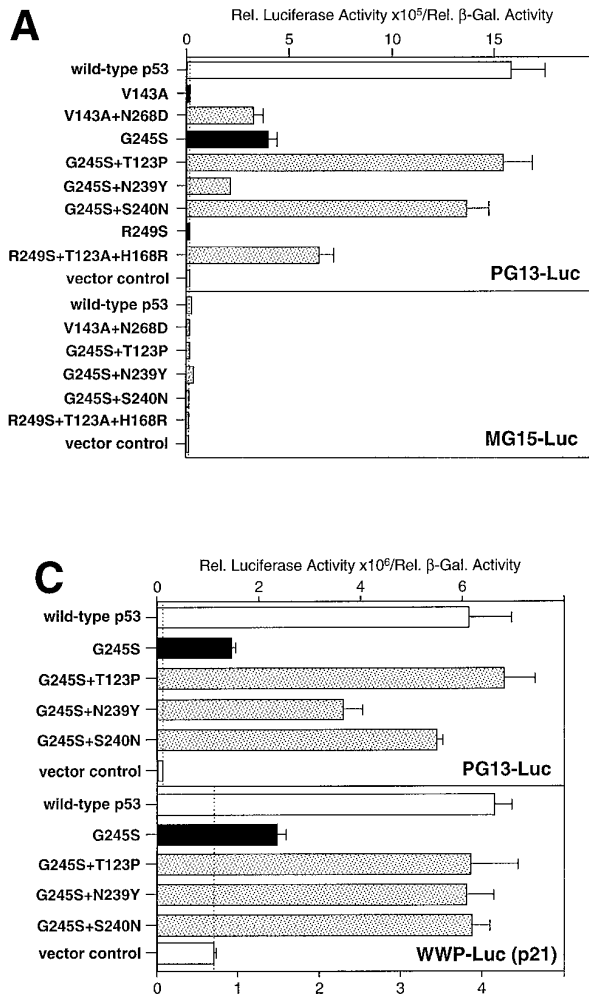 A
Rel. Luciferase Activity x10⁵/Rel. β-Gal. Activity
0 5 10 15
wild-type p53
V143A
V143A+N268D
G245S
G245S+T123P
G245S+N239Y
G245S+S240N
R249S
R249S+T123A+H168R
vector control
PG13-Luc
wild-type p53
V143A+N268D
G245S+T123P
G245S+N239Y
G245S+S240N
R249S+T123A+H168R
vector control
MG15-Luc
C
Rel. Luciferase Activity x10⁶/Rel. β-Gal. Activity
0 2 4 6
wild-type p53
G245S
G245S+T123P
G245S+N239Y
G245S+S240N
vector control
PG13-Luc
wild-type p53
G245S
G245S+T123P
G245S+N239Y
G245S+S240N
vector control
WWP-Luc (p21)
0 1 2 3 4